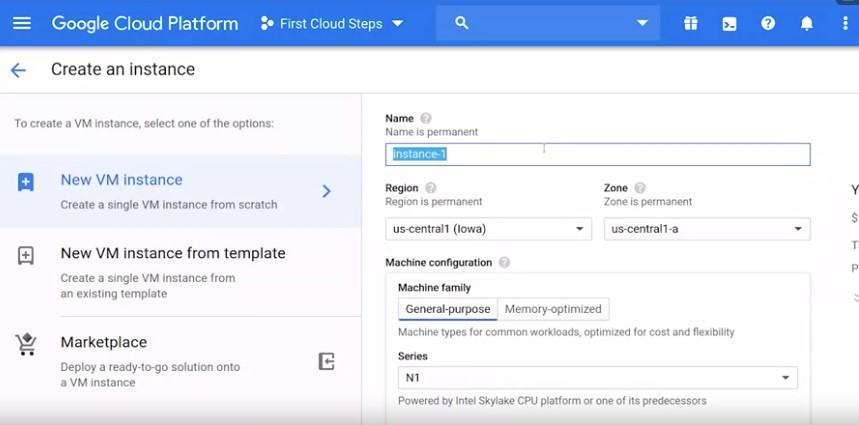 Google Cloud Platform
First Cloud Steps
Create an instance
To create a VM instance, select one of the options:
New VM instance
Create a single VM instance from scratch
New VM instance from template
Create a single VM instance from
an existing template
Marketplace
Deploy a ready-to-go solution onto
a VM instance
Name
Name is permanent
instance-1
Region
Region is permanent
us-central1 (Iowa)
Zone
Zone is permanent
us-central1-a
Machine configuration
Machine family
General-purpose
Memory-optimized
Machine types for common workloads, optimized for cost and flexibility
Series
N1
Powered by Intel Skylake CPU platform or one of its predecessors